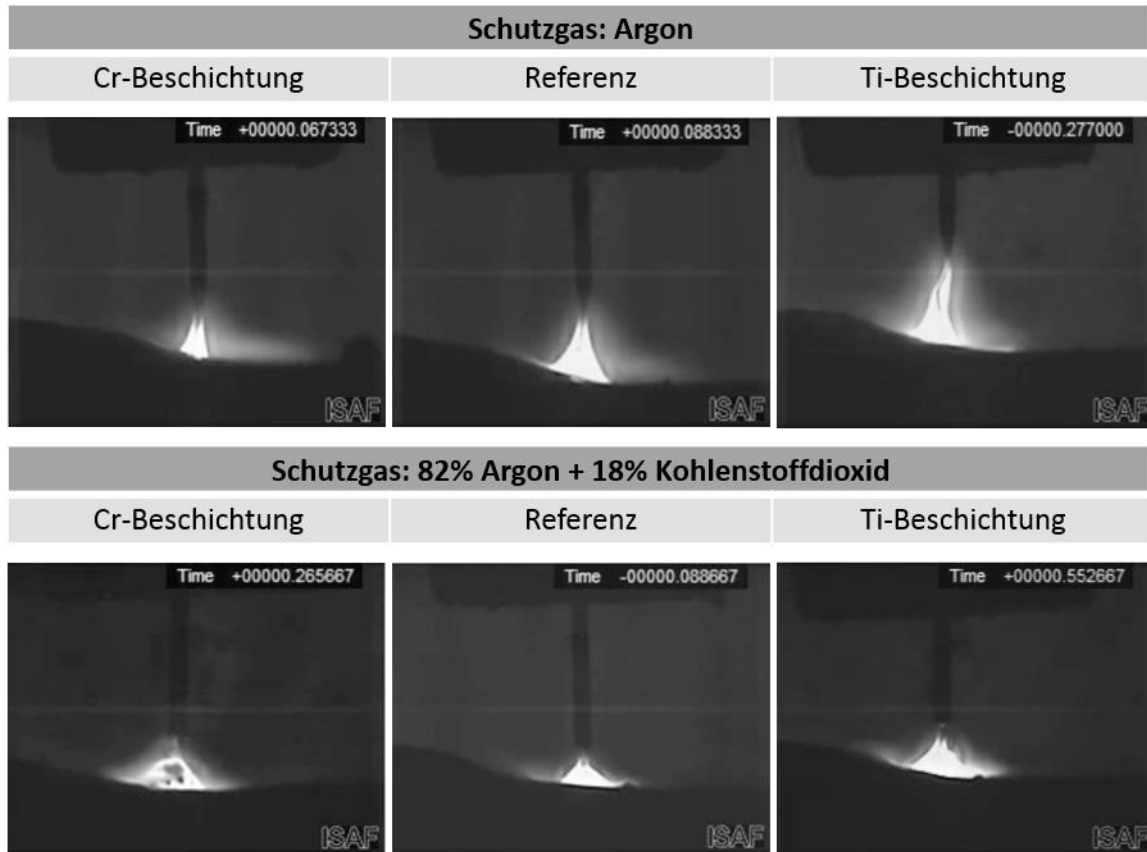 Schutzgas: Argon
Cr-Beschichtung Referenz Ti-Beschichtung
Time +00000.067333 Time +00000.088333 Time -00000.277000
ISAF ISAF ISAF
Schutzgas: 82% Argon + 18% Kohlenstoffdioxid
Cr-Beschichtung Referenz Ti-Beschichtung
Time +00000.265667 Time -00000.088667 Time +00000.552667
ISAF ISAF ISAF